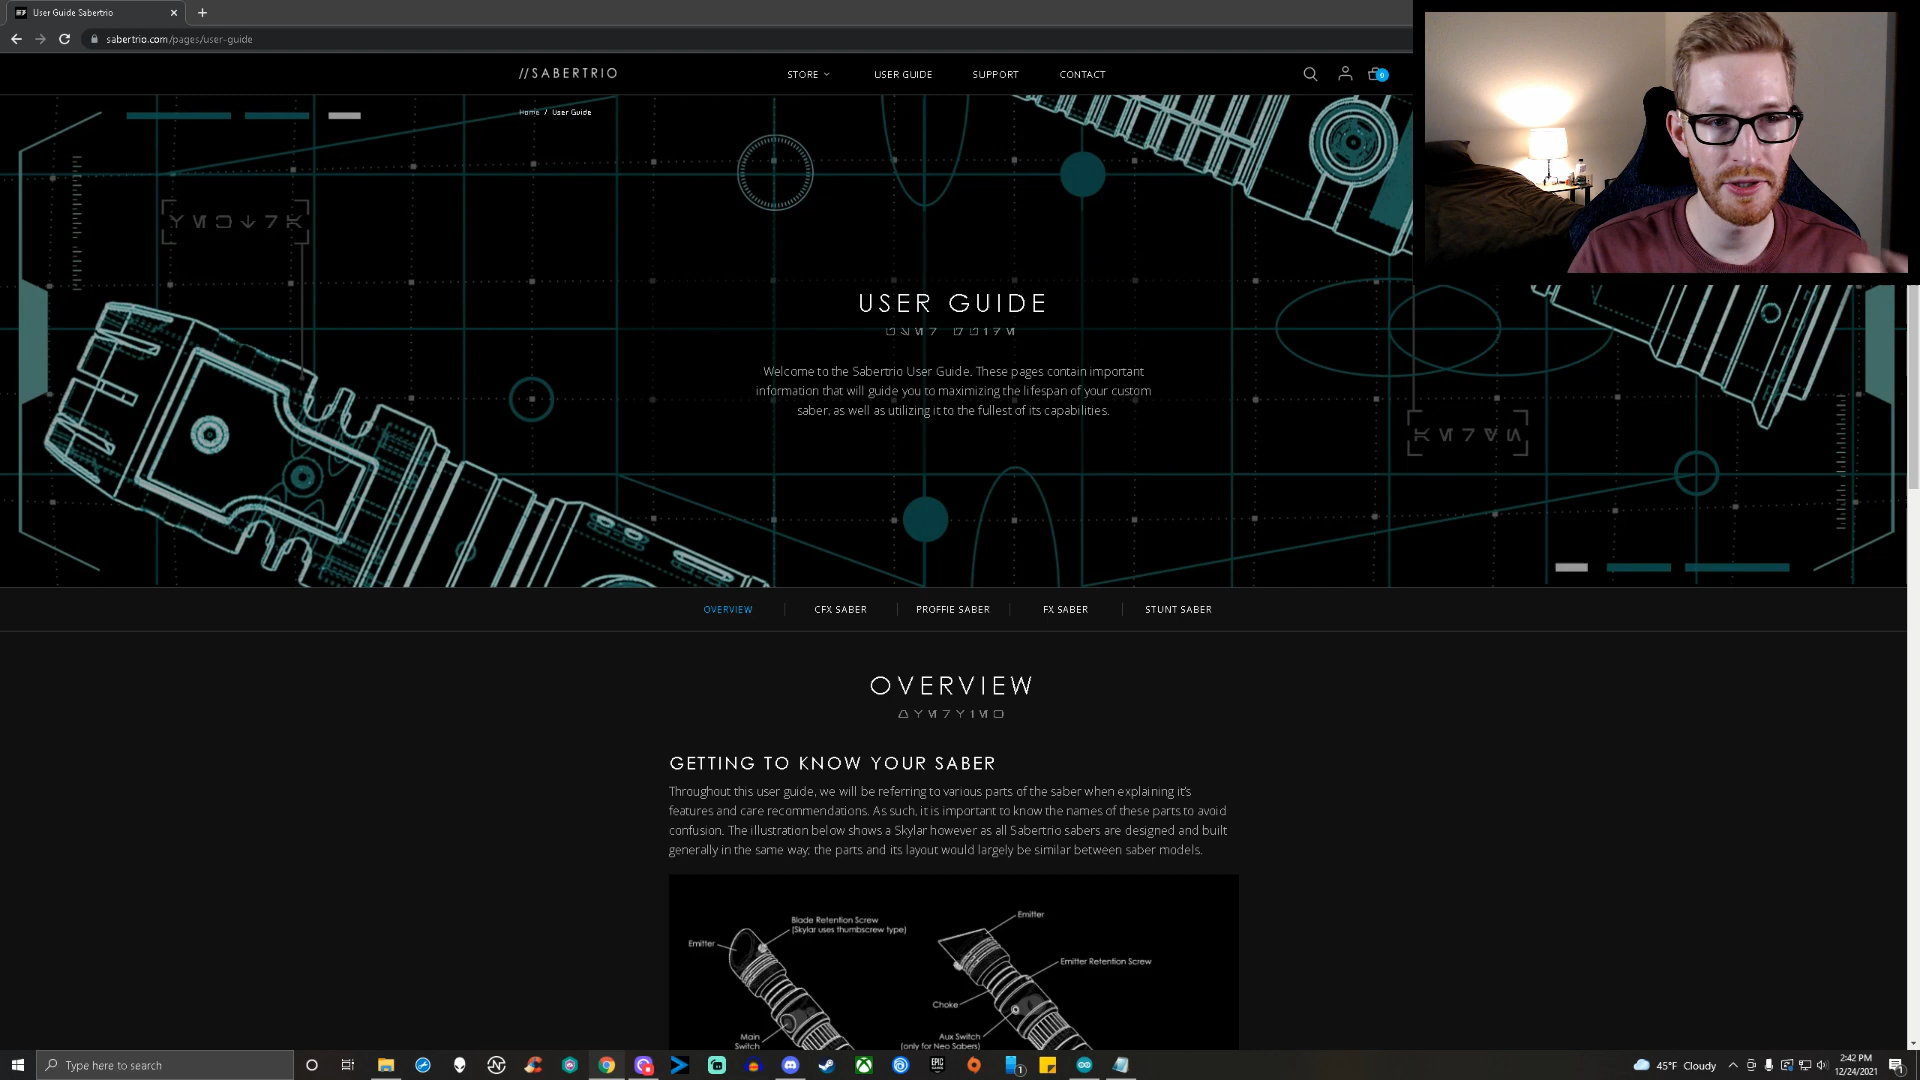 User Guide Sabertrio
sabertrio.com/pages/user-guide
//SABERTRIO
STORE
USER GUIDE
SUPPORT
CONTACT
0
Home / User Guide
USER GUIDE
Welcome to the Sabertrio User Guide. These pages contain important
information that will guide you to maximizing the lifespan of your custom
saber, as well as utilizing it to the fullest of its capabilities.
OVERVIEW
CFX SABER
PROFFIE SABER
FX SABER
STUNT SABER
OVERVIEW
GETTING TO KNOW YOUR SABER
Throughout this user guide, we will be referring to various parts of the saber when explaining it's
features and care recommendations. As such, it is important to know the names of these parts to avoid
confusion. The illustration below shows a Skylar however as all Sabertrio sabers are designed and built
generally in the same way; the parts and its layout would largely be similar between saber models.
Blade Retention Screw
(Skylar uses thumbscrew type)
Emitter
Main
Switch
Emitter
Emitter Retention Screw
Choke
Aux Switch
(only for Neo Sabers)
Type here to search
EPIC
GAMES
1
45°F Cloudy
2:42 PM
12/24/2021
1